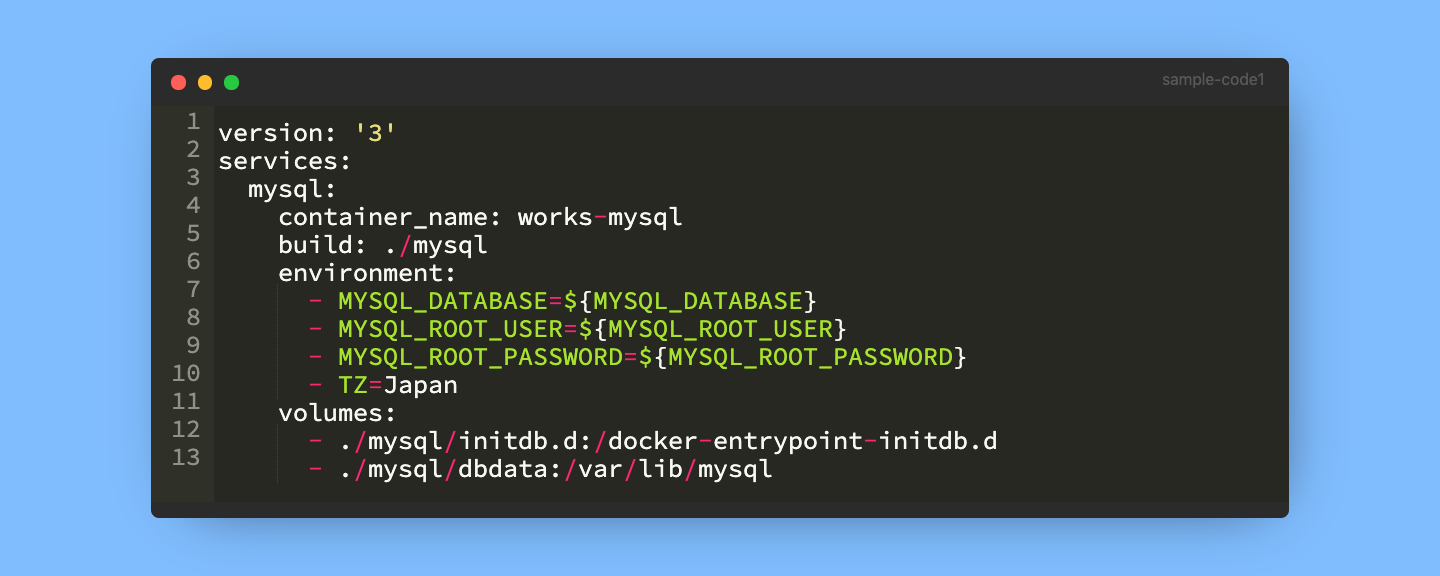 sample-code1
1 version: '3'
2 services:
3   mysql:
4     container_name: works-mysql
5     build: ./mysql
6     environment:
7       - MYSQL_DATABASE=${MYSQL_DATABASE}
8       - MYSQL_ROOT_USER=${MYSQL_ROOT_USER}
9       - MYSQL_ROOT_PASSWORD=${MYSQL_ROOT_PASSWORD}
10       - TZ=Japan
11     volumes:
12       - ./mysql/initdb.d:/docker-entrypoint-initdb.d
13       - ./mysql/dbdata:/var/lib/mysql